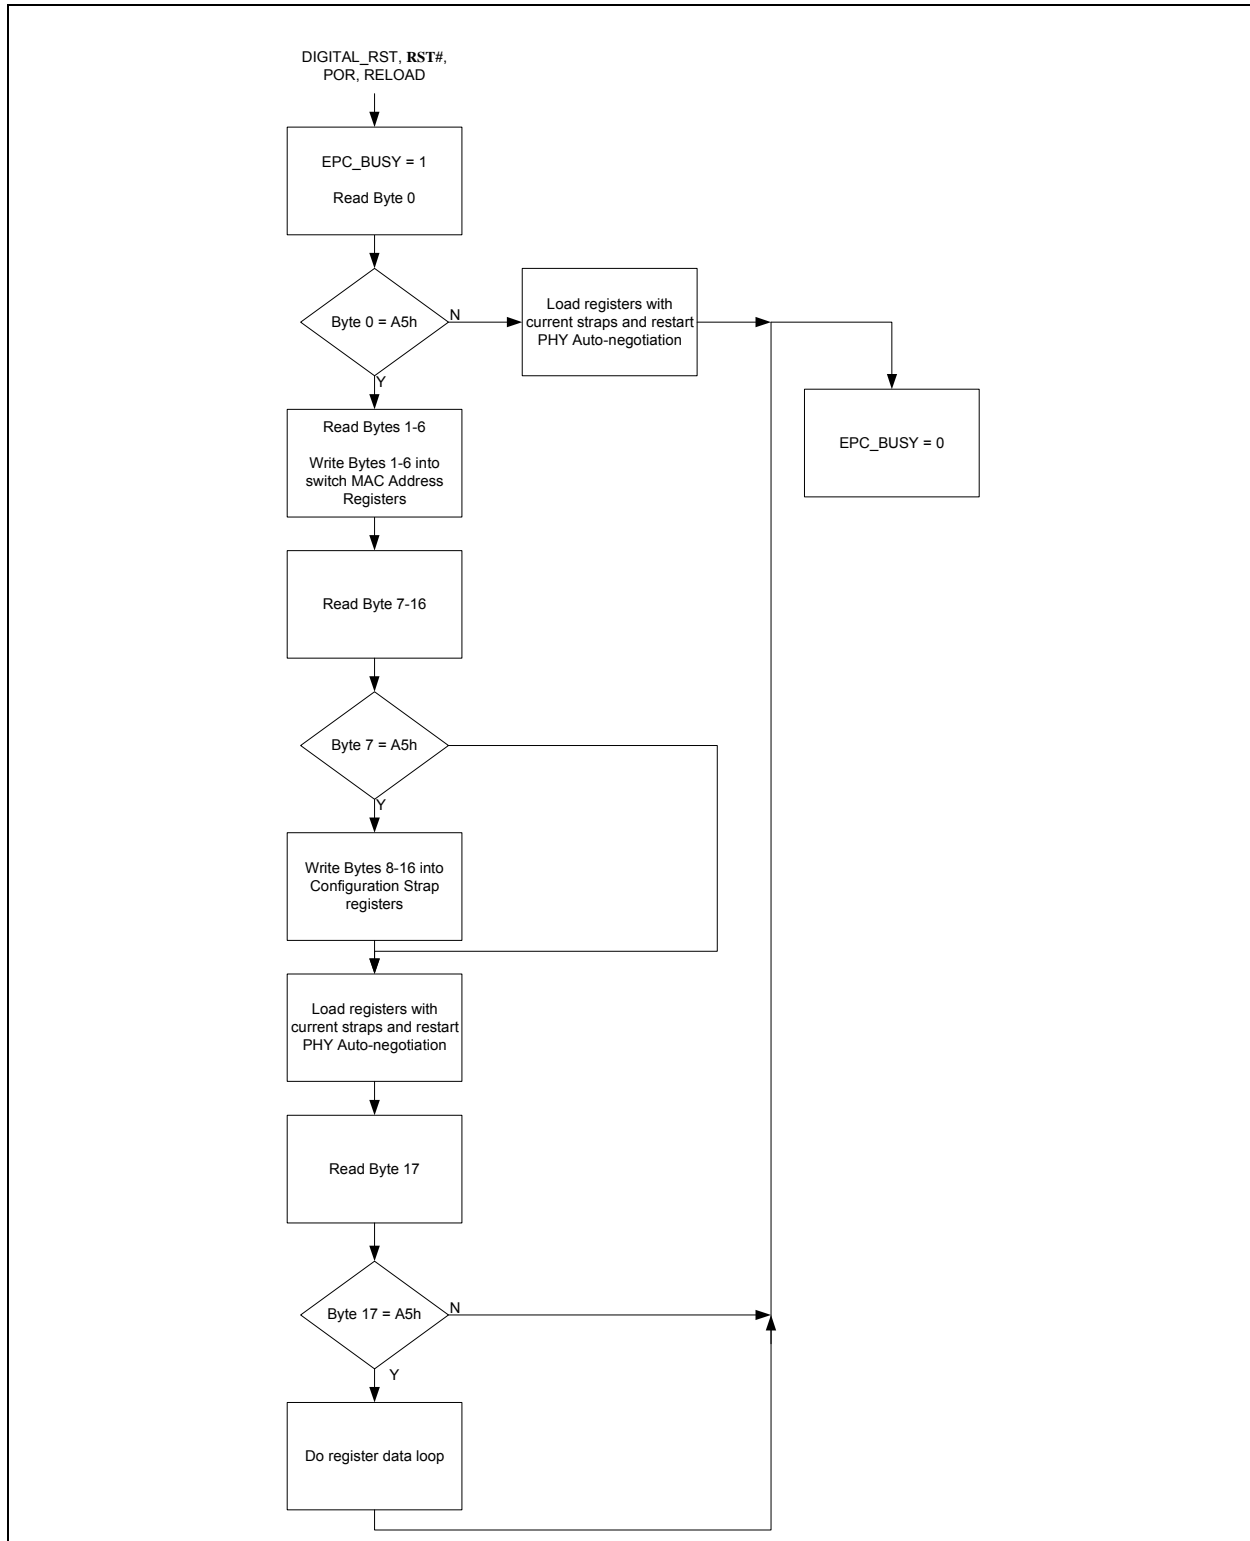 DIGITAL_RST, RST#,
POR, RELOAD
EPC_BUSY = 1
Read Byte 0
Byte 0 = A5h
N
Load registers with
current straps and restart
PHY Auto-negotiation
Y
EPC_BUSY = 0
Read Bytes 1-6
Write Bytes 1-6 into
switch MAC Address
Registers
Read Byte 7-16
Byte 7 = A5h
Y
Write Bytes 8-16 into
Configuration Strap
registers
Load registers with
current straps and restart
PHY Auto-negotiation
Read Byte 17
Byte 17 = A5h
N
Y
Do register data loop